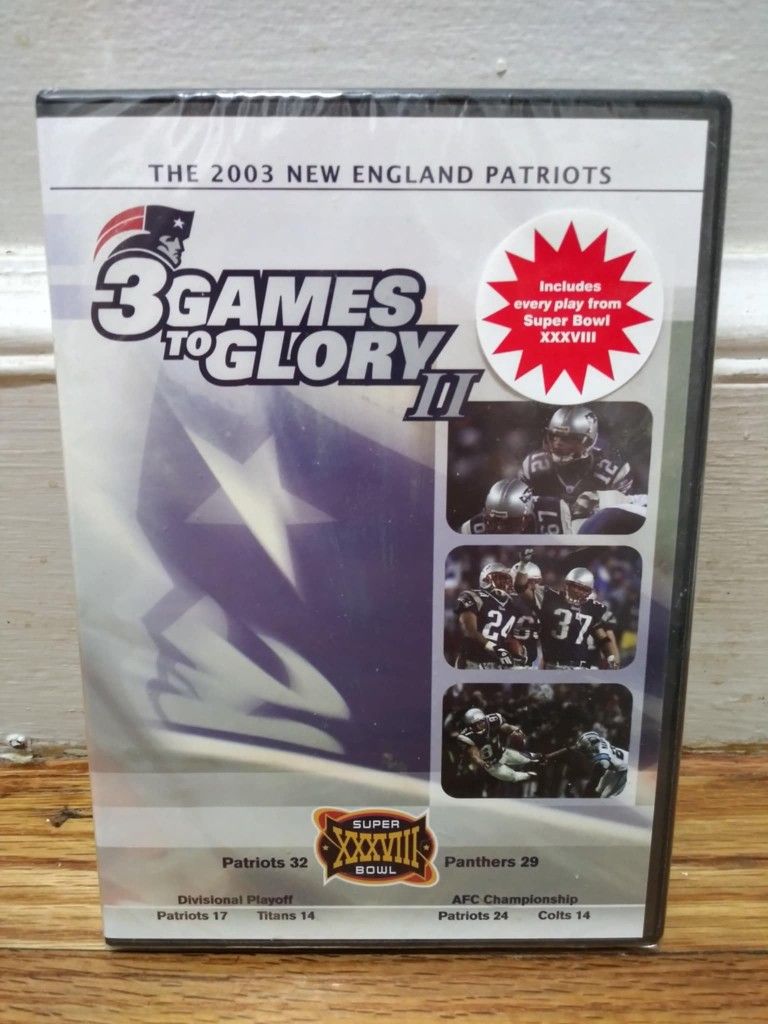 THE 2003 NEW ENGLAND PATRIOTS
3 GAMES
TO GLORY
II
Includes
every play from
Super Bowl
XXXVIII
12 12
67
24
37
SUPER
XXXVIII
BOWL
Patriots 32
Panthers 29
Divisional Playoff
Patriots 17 Titans 14
AFC Championship
Patriots 24 Colts 14